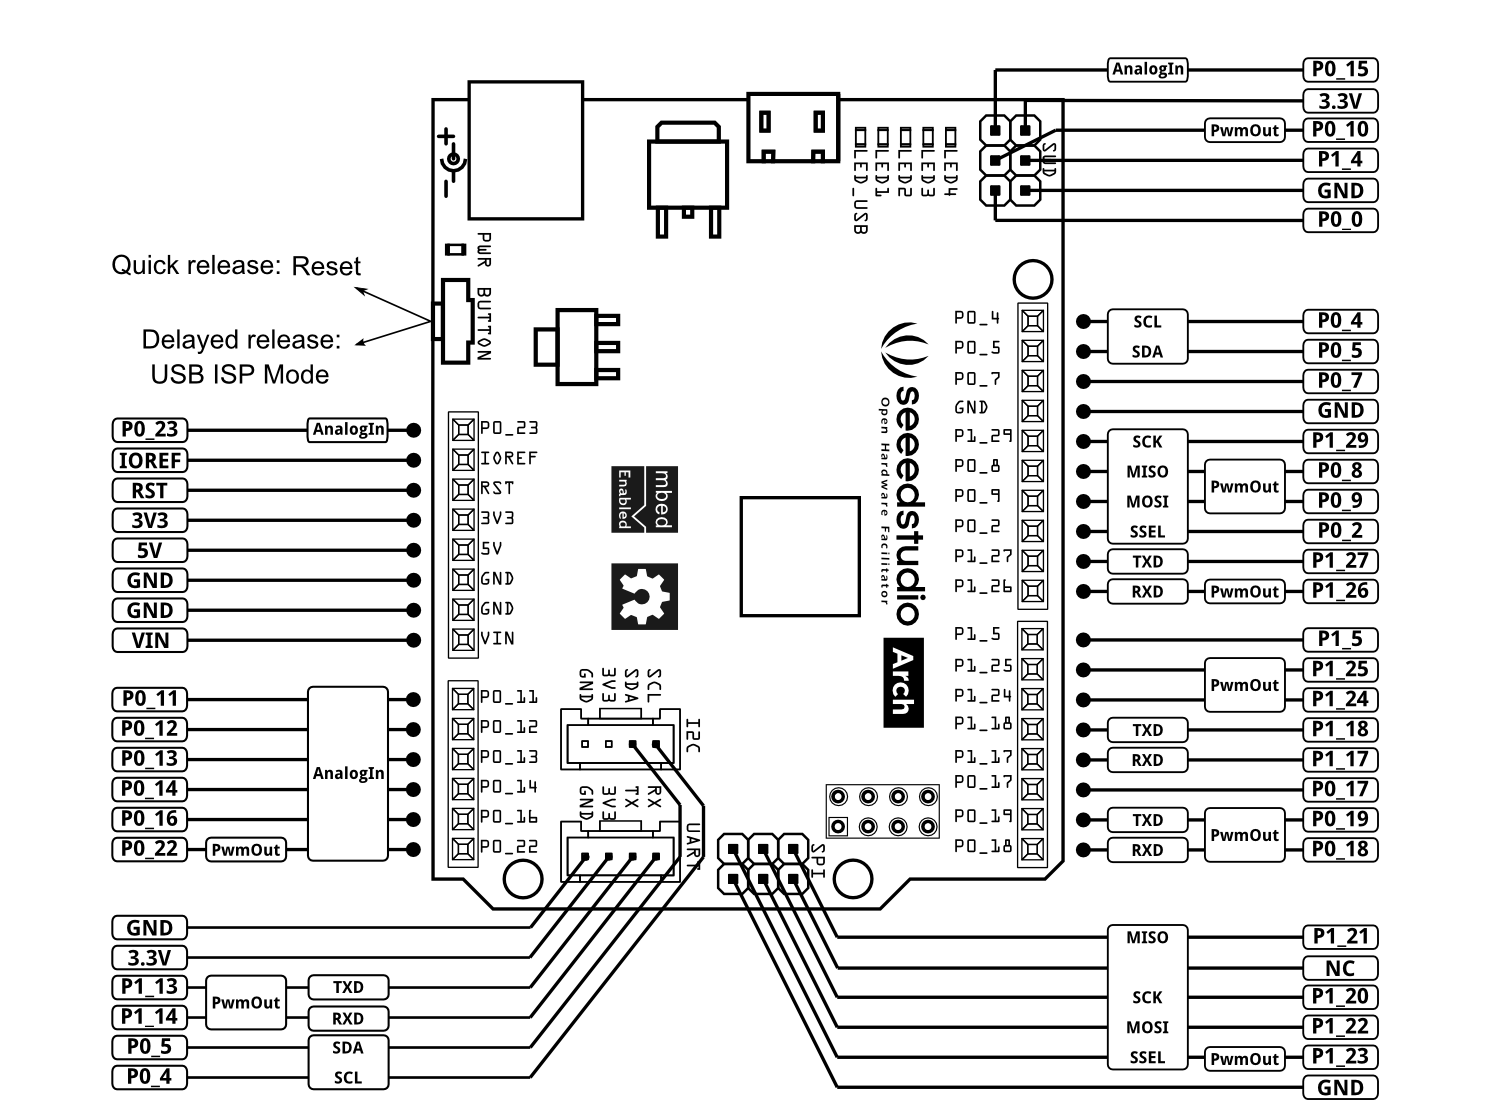 AnalogIn P0_15
3.3V
PwmOut P0_10
P1_4
GND
P0_0
SWD
+
-
LED_USB
LED1
LED2
LED3
LED4
PWR
BUTTON
Quick release: Reset
Delayed release:
USB ISP Mode
P0_23 AnalogIn P0_23
IOREF IOREF
RST RST
3V3 3V3
5V 5V
GND GND
GND GND
VIN VIN
P0_11 P0_11
P0_12 P0_12
P0_13 P0_13
AnalogIn
P0_14 P0_14
P0_16 P0_16
P0_22 PwmOut P0_22
mbed
Enabled
seeedstudio
Open Hardware Facilitator
Arch
P0_4 SCL P0_4
P0_5 SDA P0_5
P0_7 P0_7
GND GND
P1_29 SCK P1_29
P0_8 MISO P0_8
PwmOut
P0_9 MOSI P0_9
P0_2 SSEL P0_2
P1_27 TXD P1_27
P1_26 RXD PwmOut P1_26
P1_5 P1_5
P1_25 P1_25
PwmOut
P1_24 P1_24
P1_18 TXD P1_18
P1_17 RXD P1_17
P0_17 P0_17
P0_19 TXD P0_19
PwmOut
P0_18 RXD P0_18
GND
3V3
SDA
SCL
I2C
GND
3V3
TX
RX
UART
SPI
GND
3.3V
P1_13 TXD
PwmOut
P1_14 RXD
P0_5 SDA
P0_4 SCL
MISO P1_21
NC
SCK P1_20
MOSI P1_22
SSEL PwmOut P1_23
GND